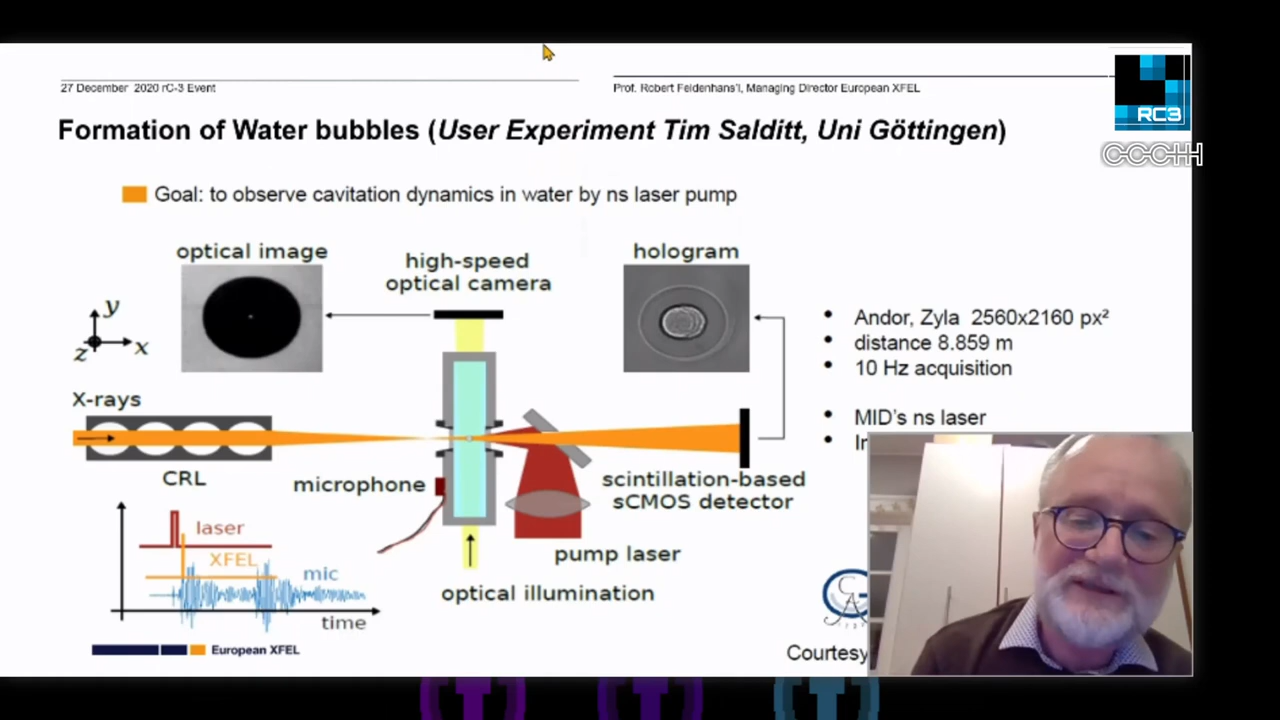 27 December 2020 rC-3 Event
Prof. Robert Feidenhans'l, Managing Director European XFEL
RC3
CCCHH
Formation of Water bubbles (User Experiment Tim Salditt, Uni Göttingen)
Goal: to observe cavitation dynamics in water by ns laser pump
optical image
high-speed
optical camera
hologram
y
z
x
• Andor, Zyla 2560x2160 px²
• distance 8.859 m
• 10 Hz acquisition
• MID's ns laser
X-rays
CRL
microphone
scintillation-based
sCMOS detector
pump laser
optical illumination
laser
XFEL
mic
time
European XFEL
Courtesy